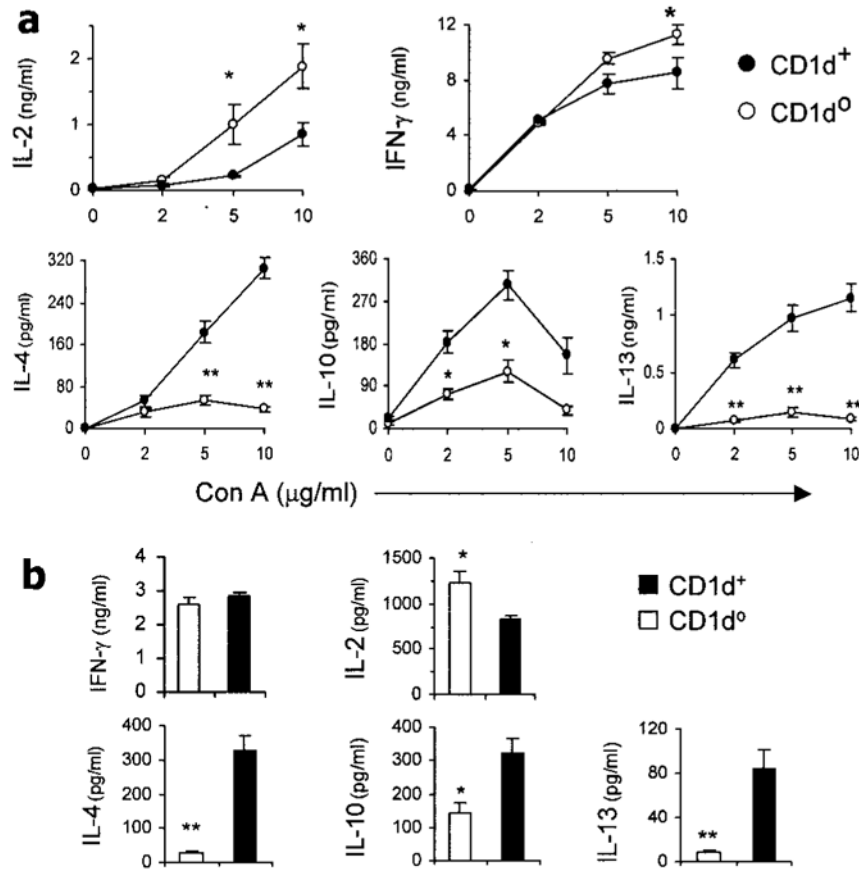 a
IL-2 (ng/ml)
2
1
0
*
*
0 2 5 10
IFNγ (ng/ml)
12
8
4
0
*
0 2 5 10
CD1d⁺
CD1dᴼ
IL-4 (pg/ml)
320
240
160
80
0
**
**
0 2 5 10
IL-10 (pg/ml)
360
270
180
90
0
*
*
0 2 5 10
IL-13 (ng/ml)
1.5
1
0.5
0
**
**
**
0 2 5 10
Con A (µg/ml)
b
IFN-γ (ng/ml)
4
3
2
1
0
IL-2 (pg/ml)
1500
1250
1000
750
500
250
0
*
CD1d⁺
CD1dᵒ
IL-4 (pg/ml)
400
300
200
100
0
**
IL-10 (pg/ml)
400
300
200
100
0
*
IL-13 (pg/ml)
120
80
40
0
**